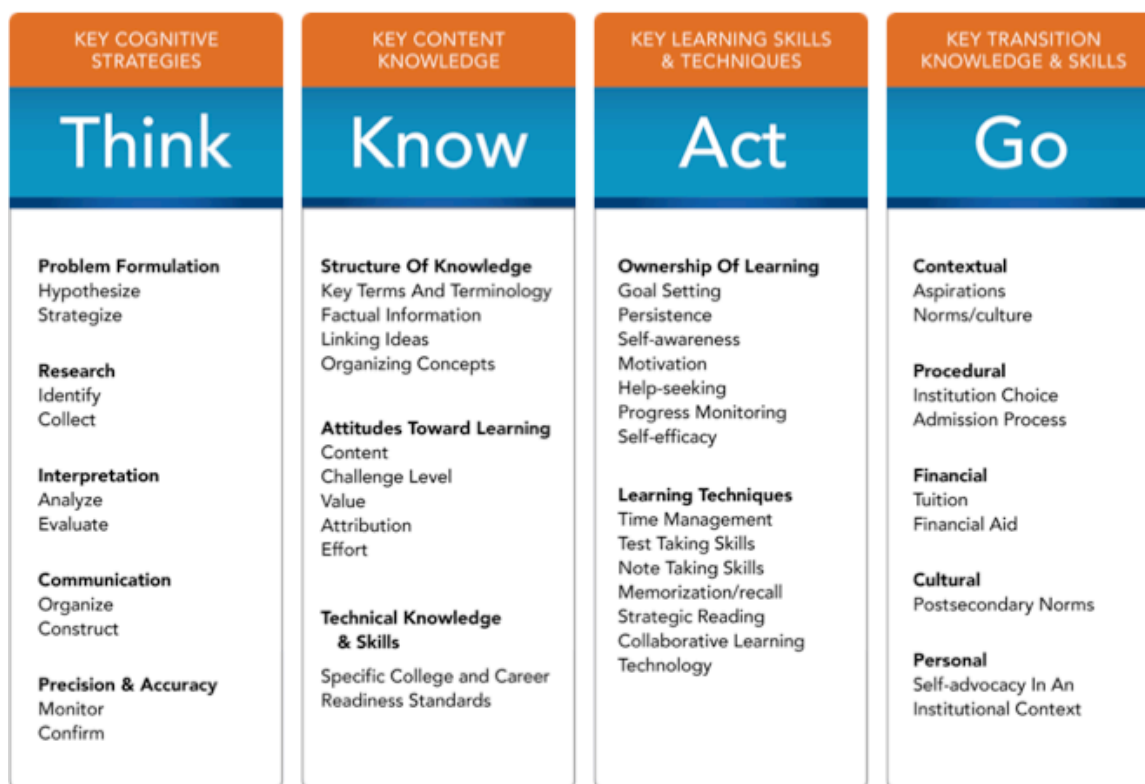 KEY COGNITIVE
STRATEGIES
Think
Problem Formulation
Hypothesize
Strategize
Research
Identify
Collect
Interpretation
Analyze
Evaluate
Communication
Organize
Construct
Precision & Accuracy
Monitor
Confirm
KEY CONTENT
KNOWLEDGE
Know
Structure Of Knowledge
Key Terms And Terminology
Factual Information
Linking Ideas
Organizing Concepts
Attitudes Toward Learning
Content
Challenge Level
Value
Attribution
Effort
Technical Knowledge
& Skills
Specific College and Career
Readiness Standards
KEY LEARNING SKILLS
& TECHNIQUES
Act
Ownership Of Learning
Goal Setting
Persistence
Self-awareness
Motivation
Help-seeking
Progress Monitoring
Self-efficacy
Learning Techniques
Time Management
Test Taking Skills
Note Taking Skills
Memorization/recall
Strategic Reading
Collaborative Learning
Technology
KEY TRANSITION
KNOWLEDGE & SKILLS
Go
Contextual
Aspirations
Norms/culture
Procedural
Institution Choice
Admission Process
Financial
Tuition
Financial Aid
Cultural
Postsecondary Norms
Personal
Self-advocacy In An
Institutional Context